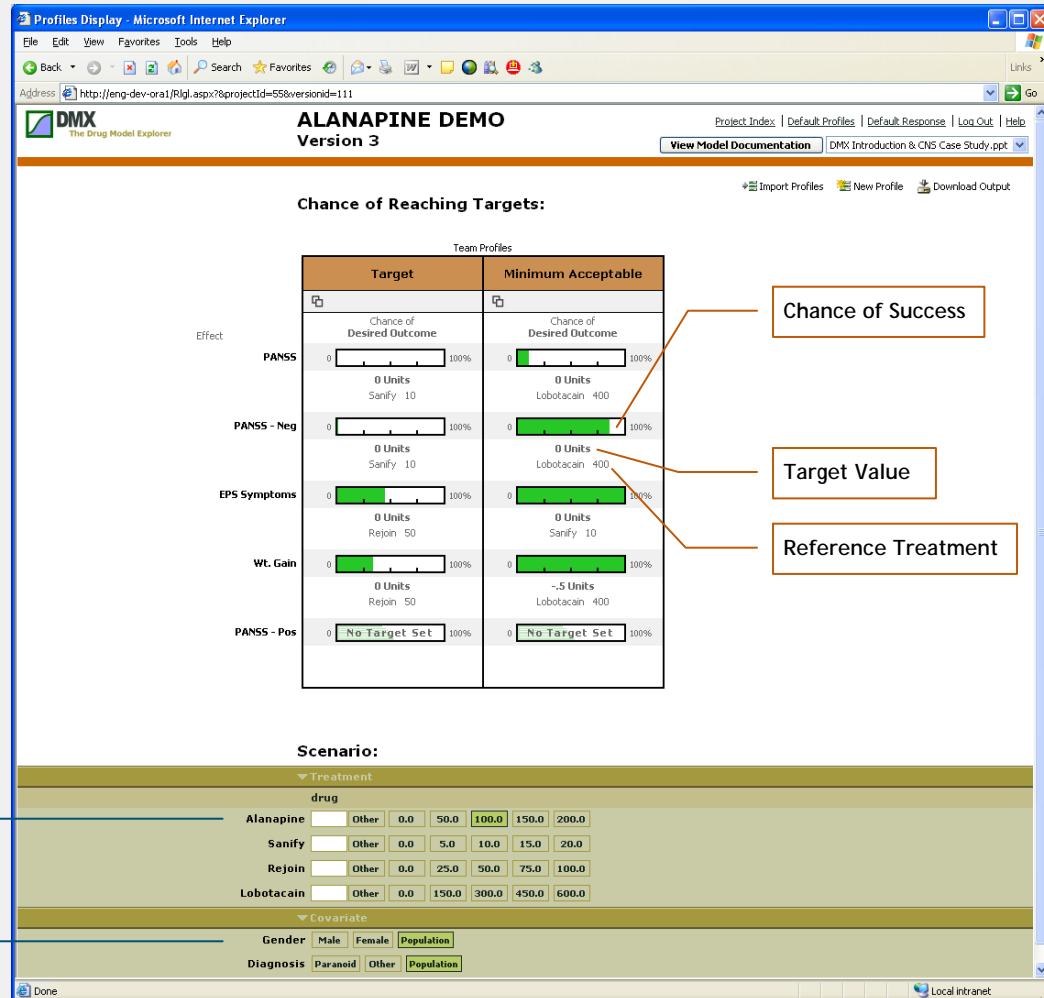 Profiles Display - Microsoft Internet Explorer
File Edit View Favorites Tools Help
Back Search Favorites Links
Address http://eng-dev-ora1/Rlgl.aspx?&projectId=55&versionid=111 Go
DMX
The Drug Model Explorer
ALANAPINE DEMO
Version 3
Project Index | Default Profiles | Default Response | Log Out | Help
View Model Documentation DMX Introduction & CNS Case Study.ppt
Import Profiles New Profile Download Output
Chance of Reaching Targets:
Team Profiles
Target Minimum Acceptable
Effect
Chance of Desired Outcome Chance of Desired Outcome
PANSS 0 100% 0 100%
0 Units 0 Units
Sanify 10 Lobotacain 400
PANSS - Neg 0 100% 0 100%
0 Units 0 Units
Sanify 10 Lobotacain 400
EPS Symptoms 0 100% 0 100%
0 Units 0 Units
Rejoin 50 Sanify 10
Wt. Gain 0 100% 0 100%
0 Units -.5 Units
Rejoin 50 Lobotacain 400
PANSS - Pos 0 No Target Set 100% 0 No Target Set 100%
Chance of Success
Target Value
Reference Treatment
Scenario:
Treatment
drug
Alanapine Other 0.0 50.0 100.0 150.0 200.0
Sanify Other 0.0 5.0 10.0 15.0 20.0
Rejoin Other 0.0 25.0 50.0 75.0 100.0
Lobotacain Other 0.0 150.0 300.0 450.0 600.0
Covariate
Gender Male Female Population
Diagnosis Paranoid Other Population
Done Local intranet